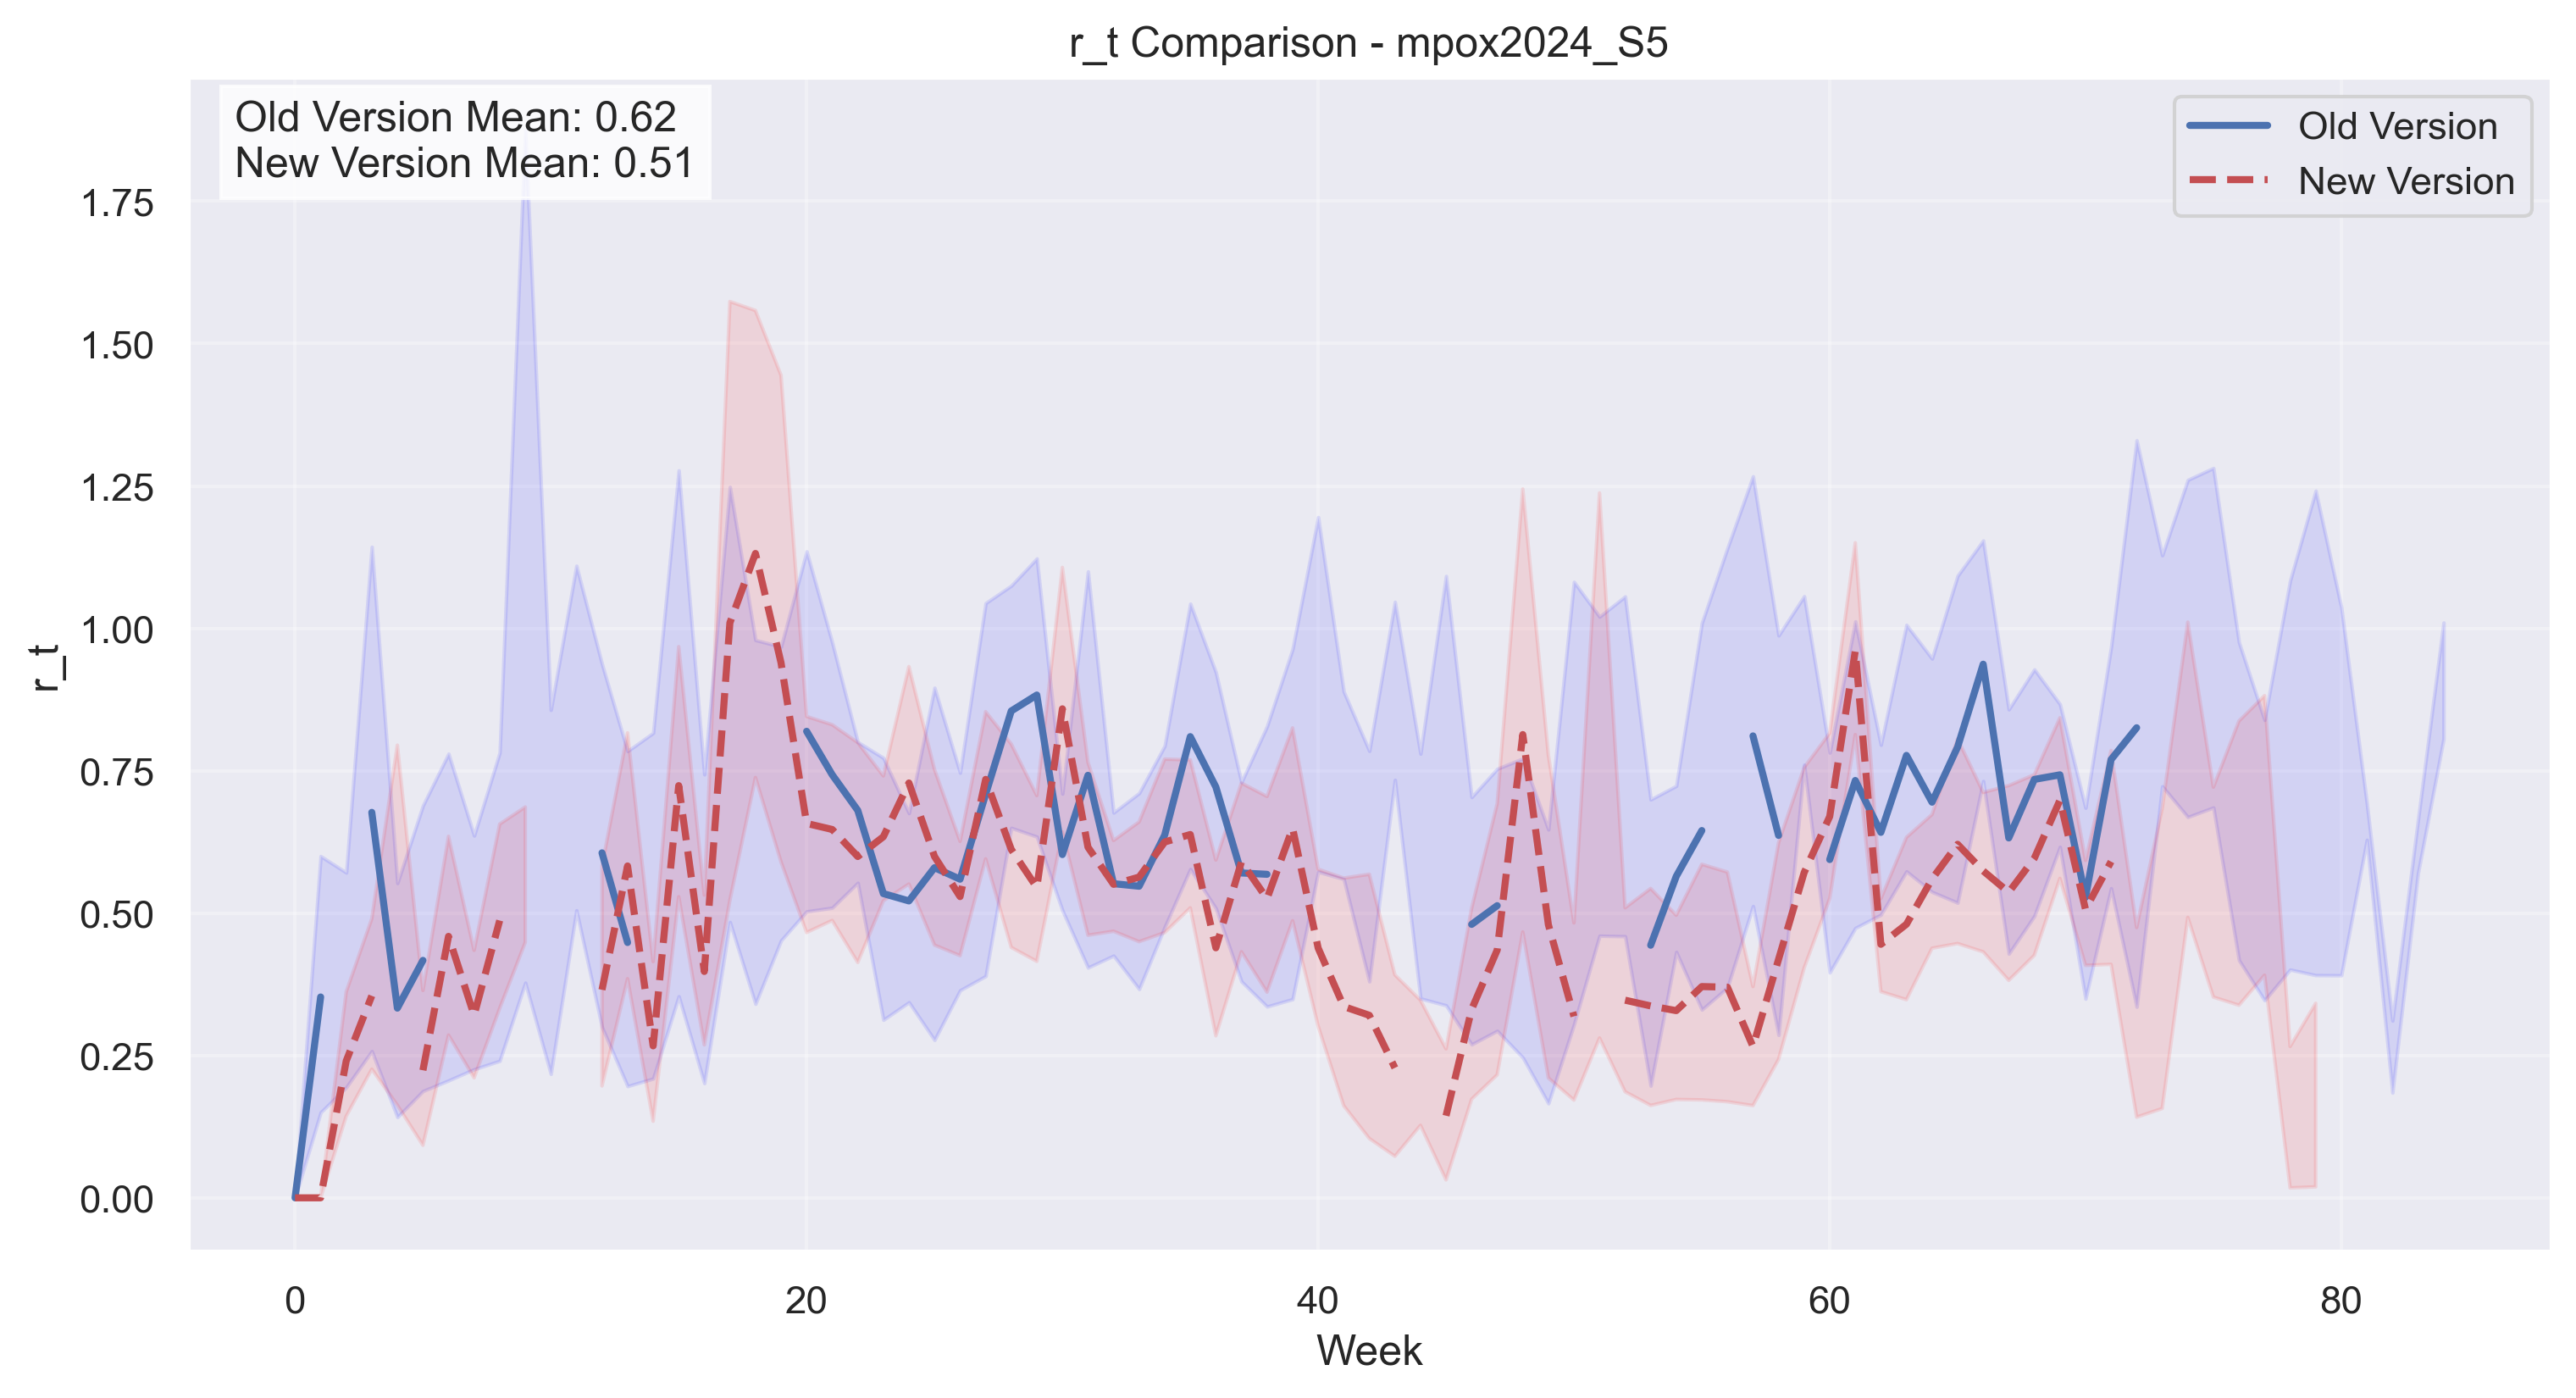 r_t Comparison - mpox2024_S5
Old Version Mean: 0.62
New Version Mean: 0.51
Old Version
New Version
1.75
1.50
1.25
1.00
0.75
0.50
0.25
0.00
r_t
0 20 40 60 80
Week